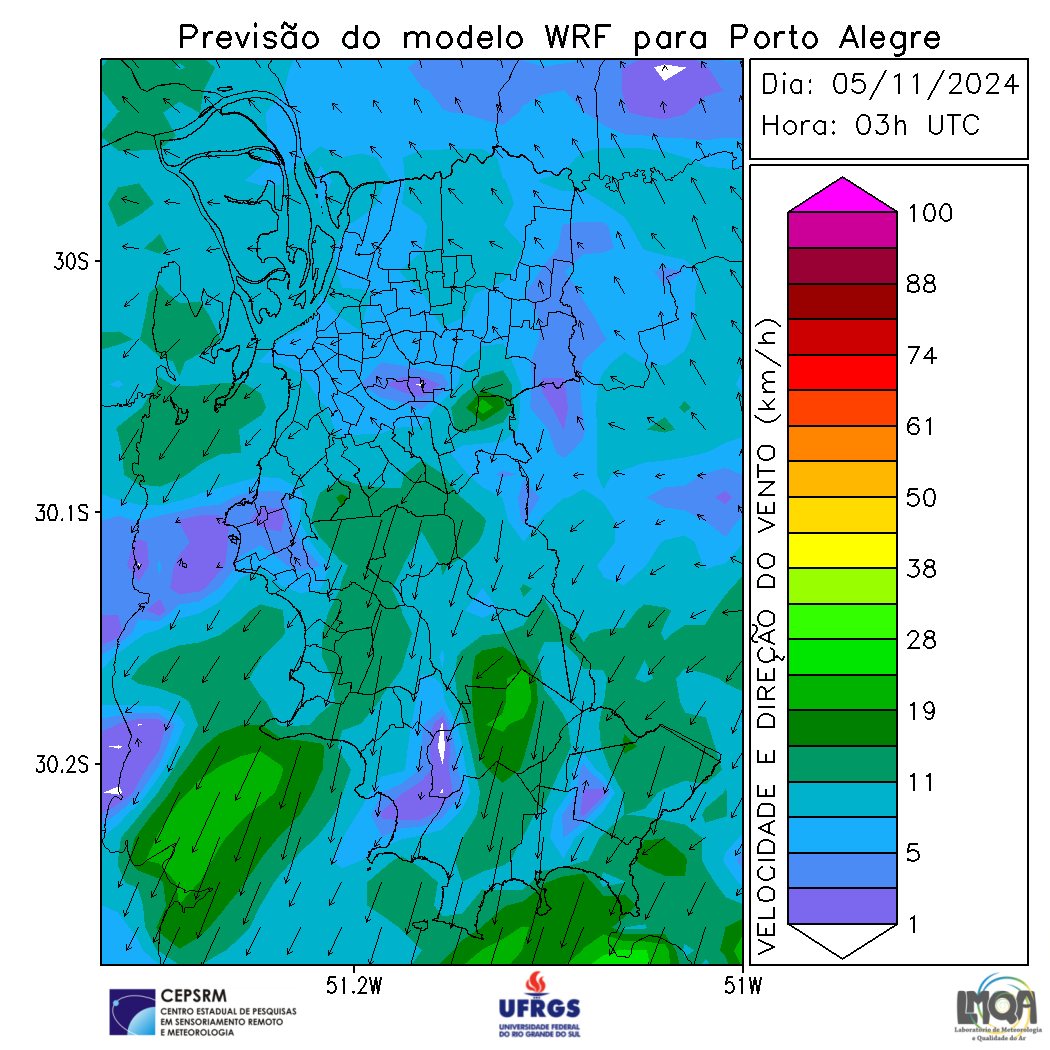 Previsão do modelo WRF para Porto Alegre
Dia: 05/11/2024
Hora: 03h UTC
30S
30.1S
30.2S
51.2W
51W
VELOCIDADE E DIREÇÃO DO VENTO (km/h)
100
88
74
61
50
38
28
19
11
5
1
CEPSRM
CENTRO ESTADUAL DE PESQUISAS
EM SENSORIAMENTO REMOTO
E METEOROLOGIA
UFRGS
UNIVERSIDADE FEDERAL
DO RIO GRANDE DO SUL
LMQA
Laboratório de Meteorologia
e Qualidade do Ar